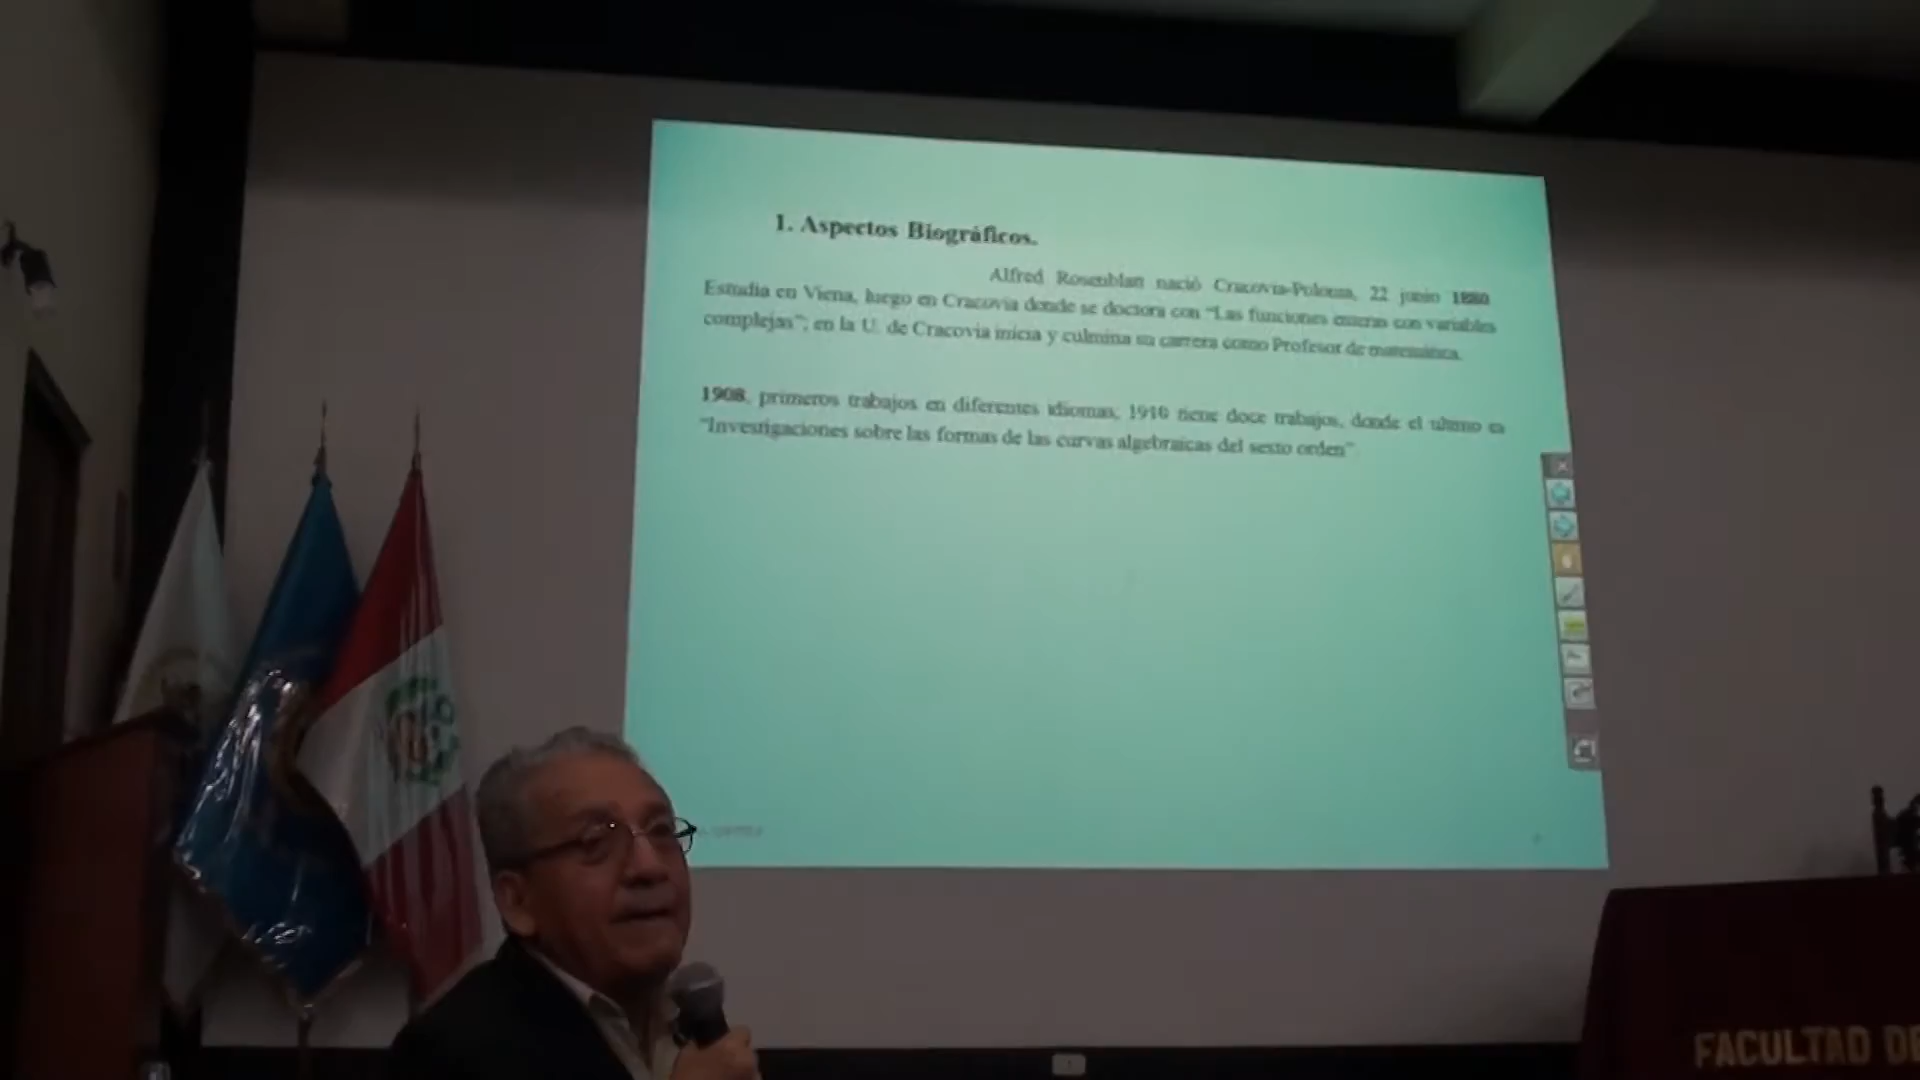 1. Aspectos Biográficos.
Alfred Rosenblatt nació Cracovia-Polonia, 22 junio 1880
Estudia en Viena, luego en Cracovia donde se doctora con “Las funciones enteras con variables
complejas”; en la U. de Cracovia inicia y culmina su carrera como Profesor de matemática.
1908, primeros trabajos en diferentes idiomas; 1910 tiene doce trabajos, donde el ultimo es
“Investigaciones sobre las formas de las curvas algebraicas del sexto orden”
FACULTAD DE